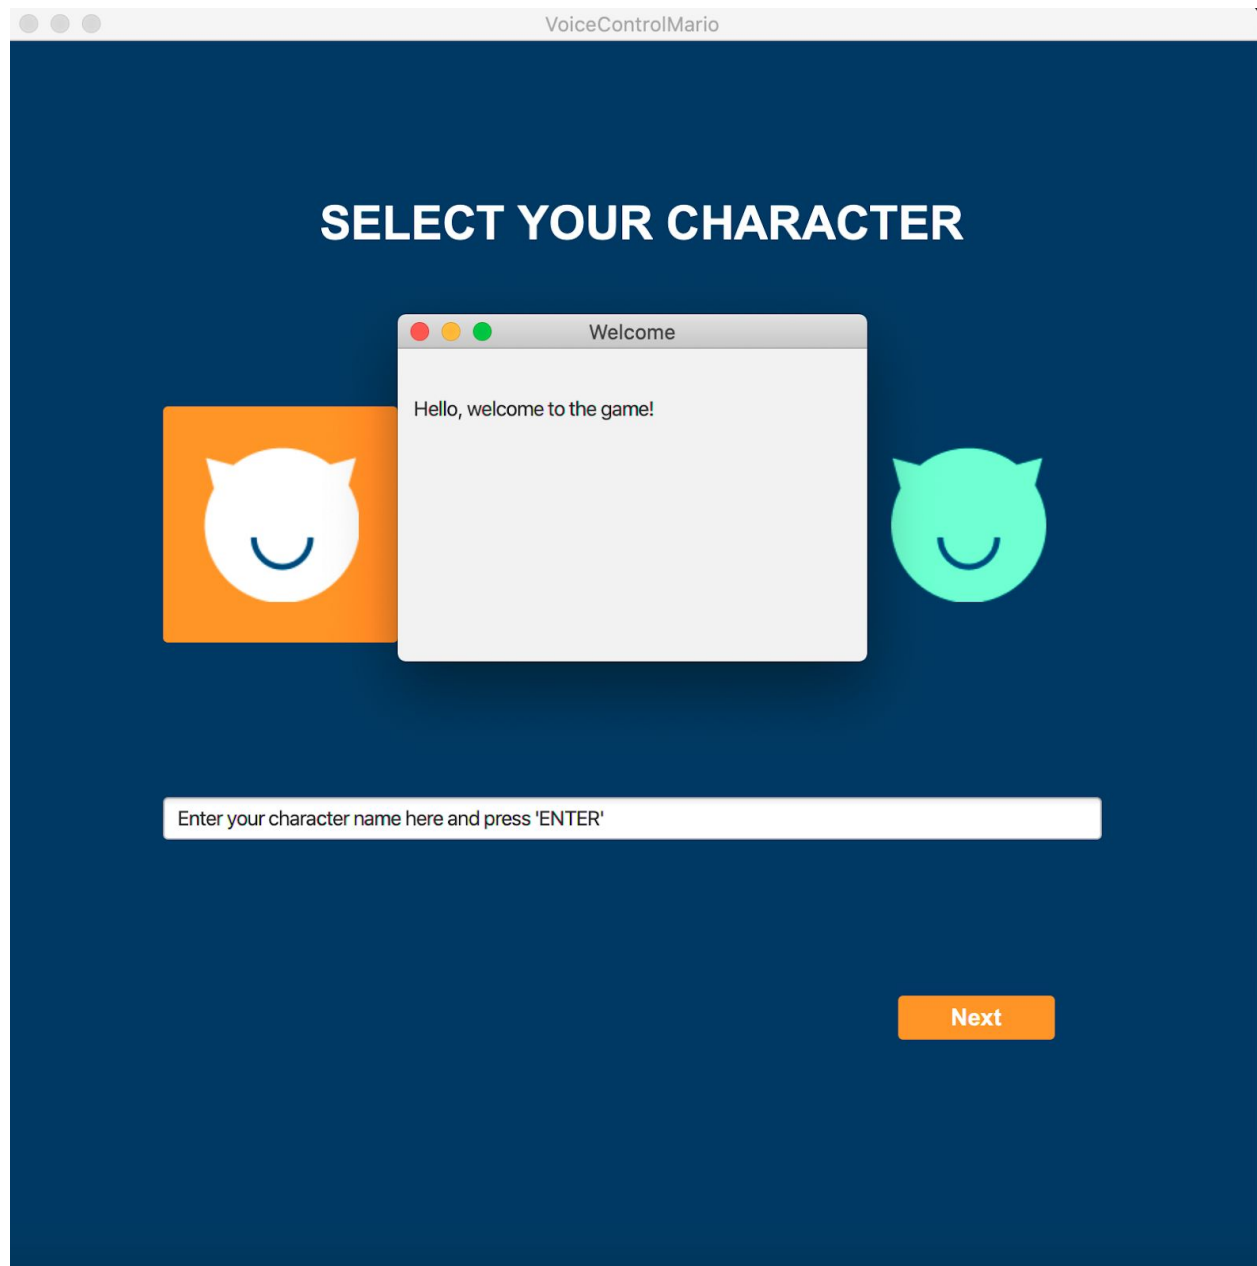 VoiceControlMario
SELECT YOUR CHARACTER
Welcome
Hello, welcome to the game!
Enter your character name here and press 'ENTER'
Next